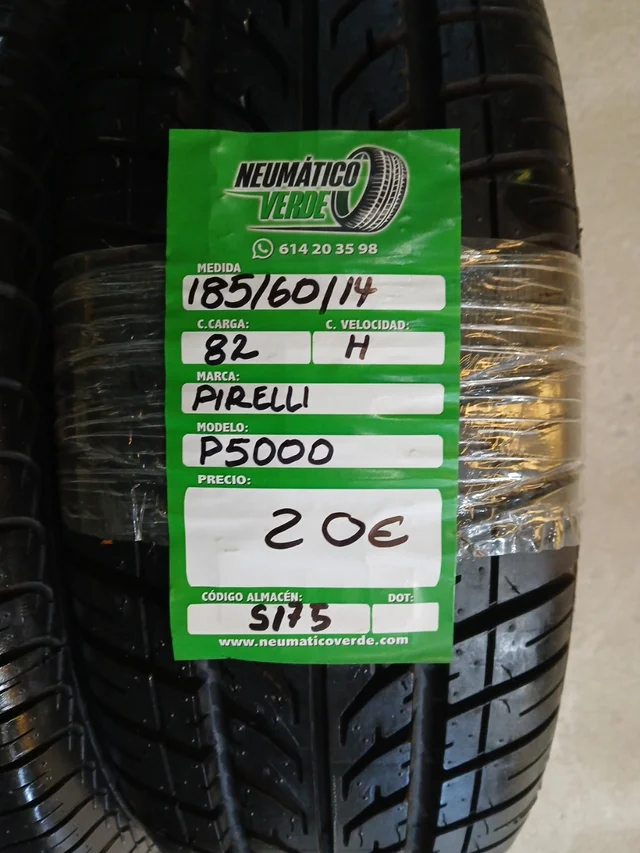 NEUMÁTICO
VERDE
614 20 35 98
MEDIDA
185/60/14
C.CARGA: C. VELOCIDAD:
82 H
MARCA:
PIRELLI
MODELO:
P5000
PRECIO:
20€
CÓDIGO ALMACÉN: DOT:
S175
www.neumaticoverde.com